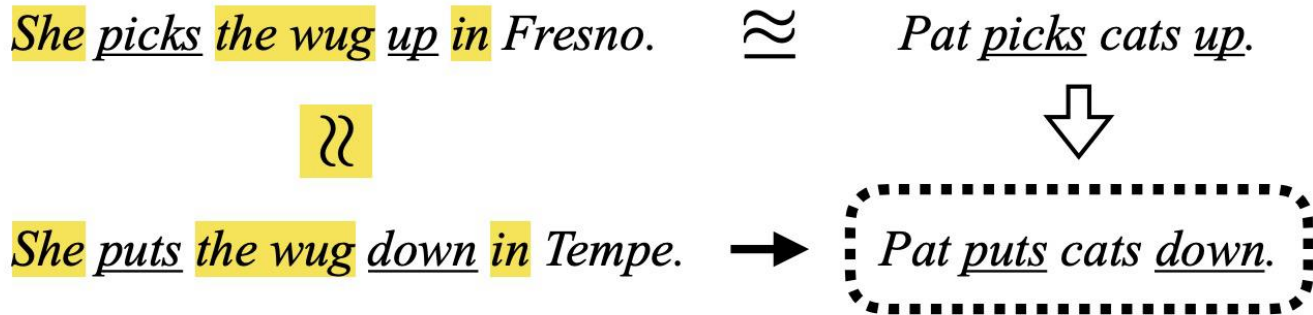 She picks the wug up in Fresno. ≊ Pat picks cats up.
≈
She puts the wug down in Tempe. → Pat puts cats down.